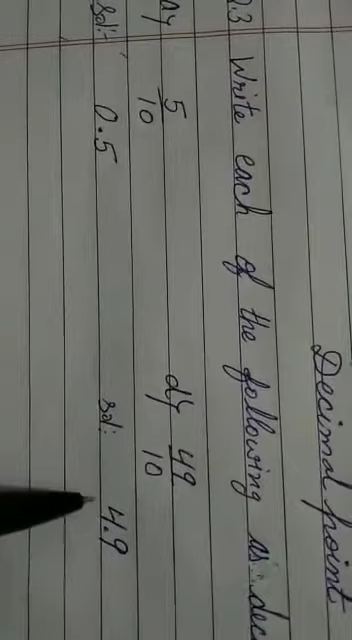 Decimal point
Q.3 Write each of the following as
a) 5/10 d) 49/10
sol: 0.5 sol: 4.9